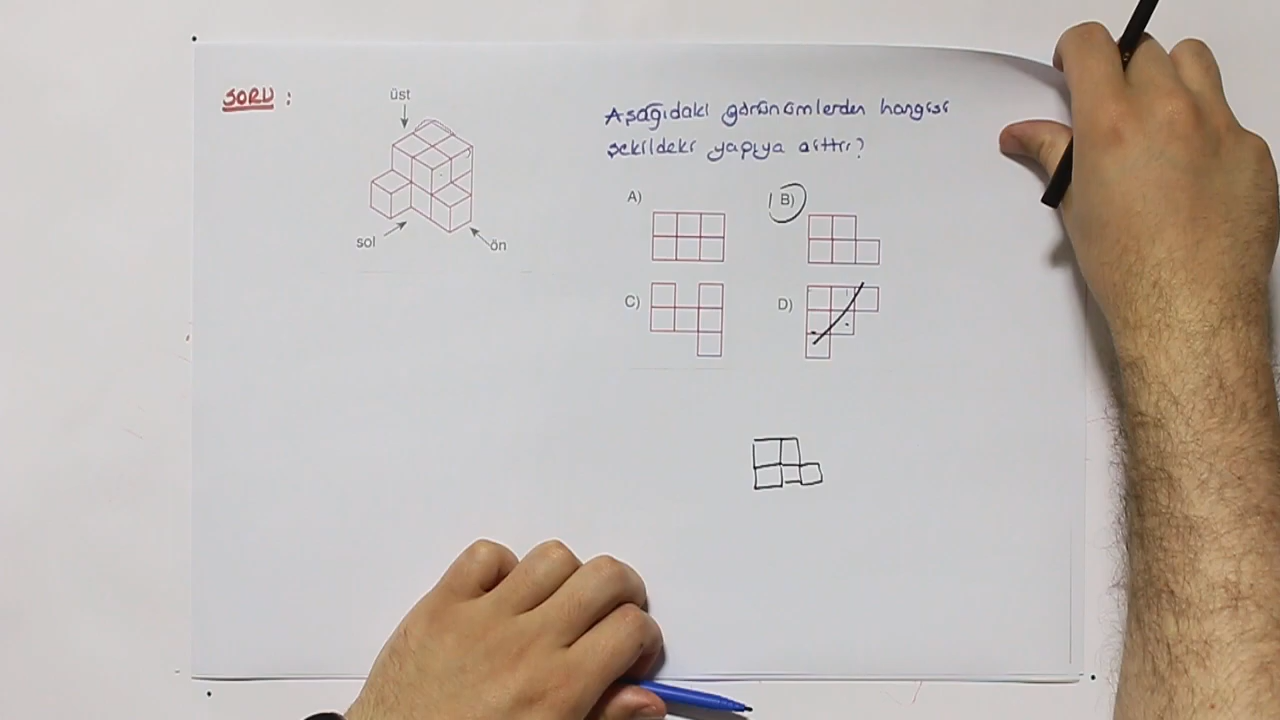 SORU :
üst
sol
ön
Aşağıdaki görünümlerden hangisi
şekildeki yapıya aittir?
A)
B)
C)
D)